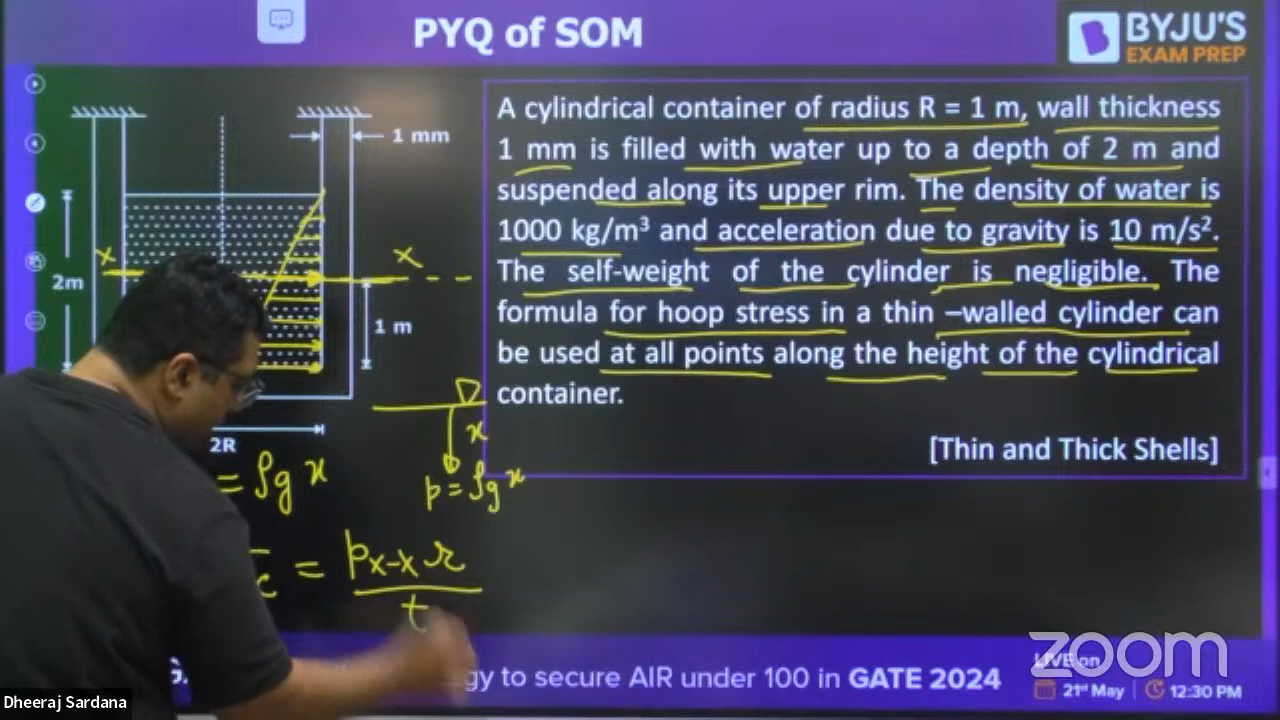 PYQ of SOM
BYJU'S
EXAM PREP
A cylindrical container of radius R = 1 m, wall thickness
1 mm is filled with water up to a depth of 2 m and
suspended along its upper rim. The density of water is
1000 kg/m³ and acceleration due to gravity is 10 m/s².
The self-weight of the cylinder is negligible. The
formula for hoop stress in a thin –walled cylinder can
be used at all points along the height of the cylindrical
container.
[Thin and Thick Shells]
1 mm
x
x
2m
1 m
2R
x
= ρg x
p = ρg x
= Px-x r
t
to secure AIR under 100 in GATE 2024
LIVE on
21st May
12:30 PM
zoom
Dheeraj Sardana